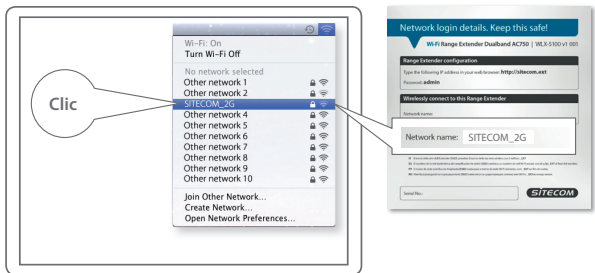 Clic
Wi-Fi: On
Turn Wi-Fi Off
No network selected
Other network 1
Other network 2
SITECOM_2G
Other network 4
Other network 5
Other network 6
Other network 7
Other network 8
Other network 9
Other network 10
Join Other Network...
Create Network...
Open Network Preferences...
Network login details. Keep this safe!
Wi-Fi Range Extender Dualband AC750 | WLX-5100 v1 001
Range Extender configuration
Type the following IP address in your web browser: http://sitecom.ext
Password: admin
Wirelessly connect to this Range Extender
Network name:
Network name: SITECOM_2G
Serial No.:
SITECOM